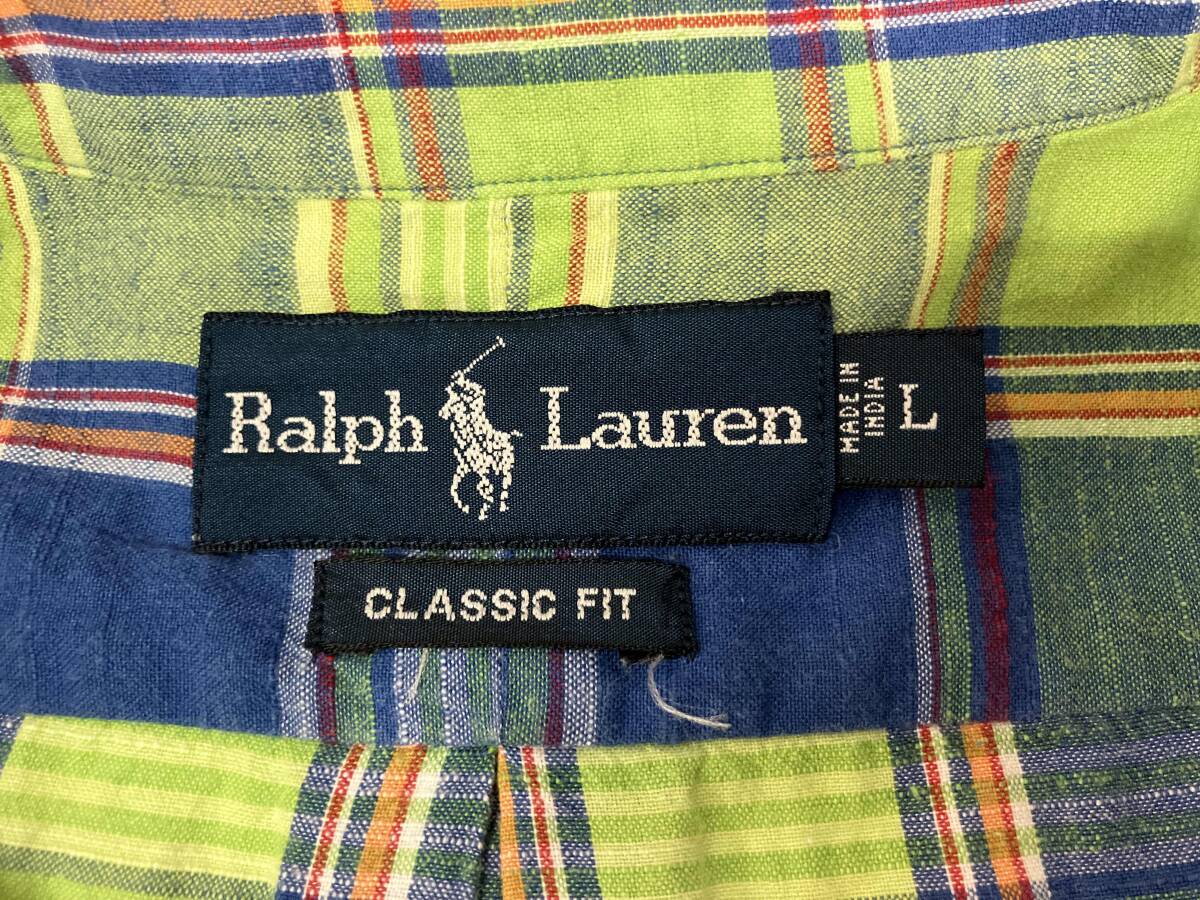 Ralph Lauren
MADE IN
INDIA
L
CLASSIC FIT